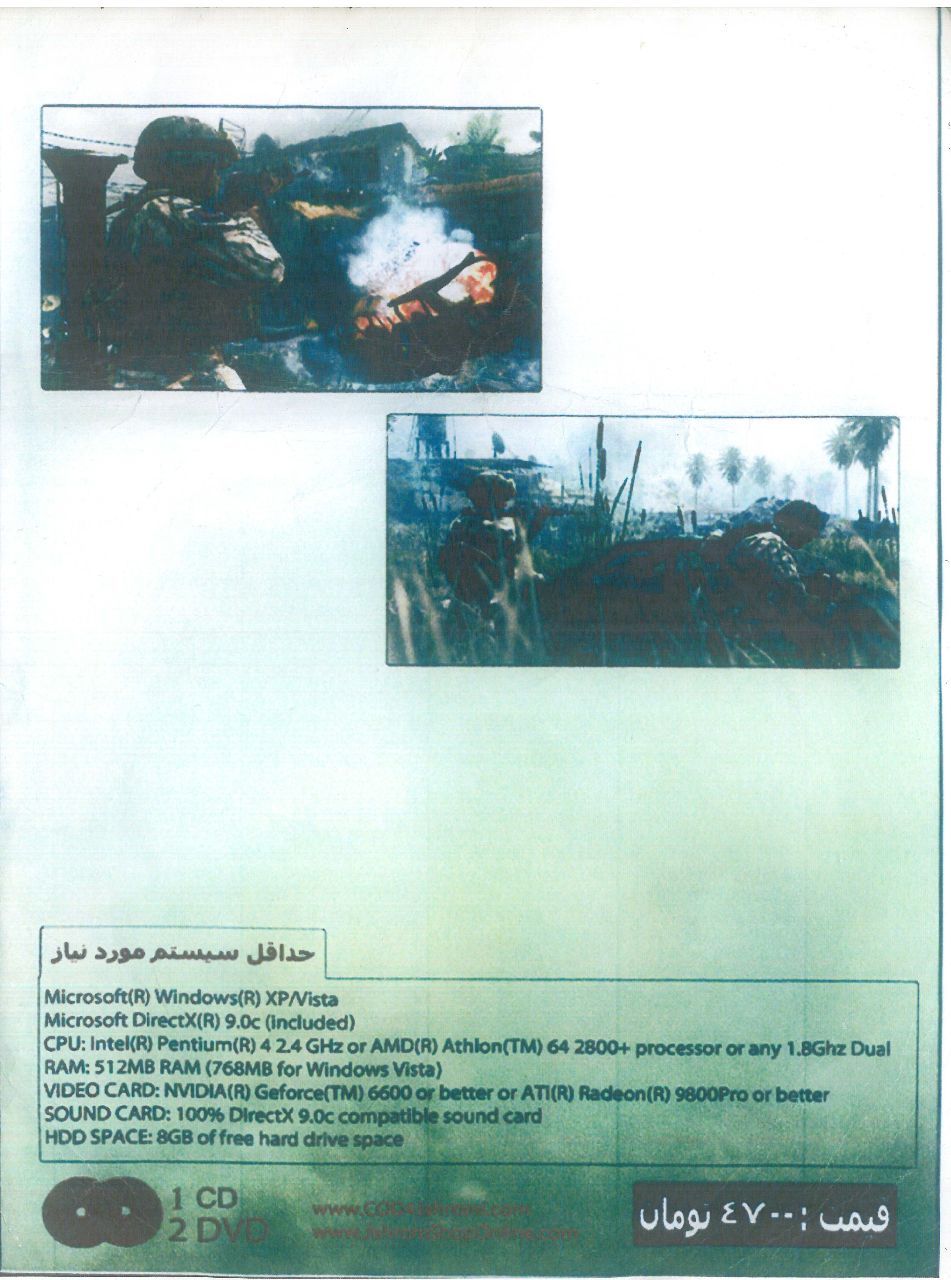 حداقل سیستم مورد نیاز
Microsoft(R) Windows(R) XP/Vista
Microsoft DirectX(R) 9.0c (included)
CPU: Intel(R) Pentium(R) 4 2.4 GHz or AMD(R) Athlon(TM) 64 2800+ processor or any 1.8Ghz Dual
RAM: 512MB RAM (768MB for Windows Vista)
VIDEO CARD: NVIDIA(R) Geforce(TM) 6600 or better or ATI(R) Radeon(R) 9800Pro or better
SOUND CARD: 100% DirectX 9.0c compatible sound card
HDD SPACE: 8GB of free hard drive space
1 CD
2 DVD
قیمت : ٤٧٠٠ تومان